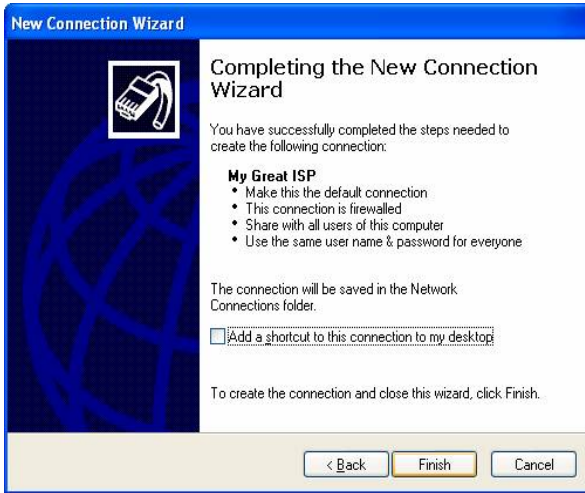 New Connection Wizard
Completing the New Connection
Wizard
You have successfully completed the steps needed to
create the following connection:
My Great ISP
• Make this the default connection
• This connection is firewalled
• Share with all users of this computer
• Use the same user name & password for everyone
The connection will be saved in the Network
Connections folder.
Add a shortcut to this connection to my desktop
To create the connection and close this wizard, click Finish.
< Back Finish Cancel